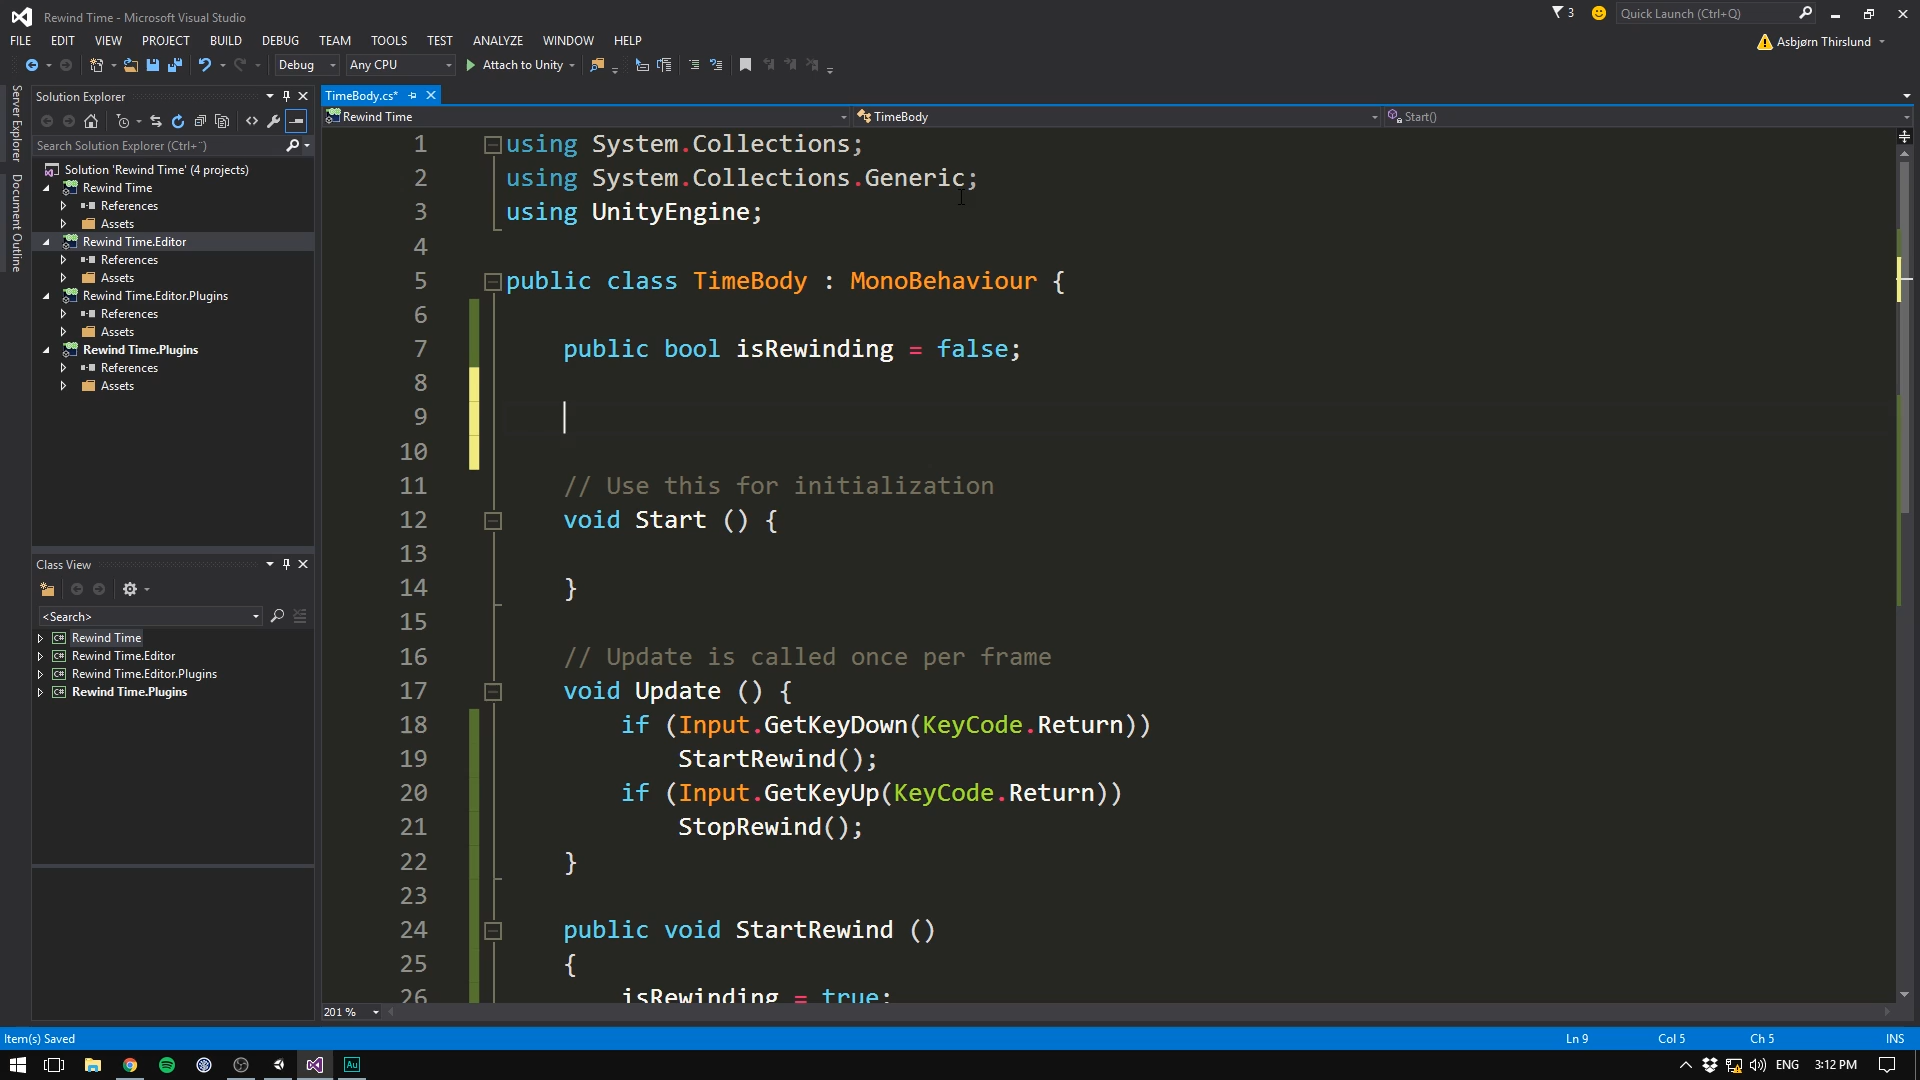 Rewind Time - Microsoft Visual Studio
3
Quick Launch (Ctrl+Q)
FILE EDIT VIEW PROJECT BUILD DEBUG TEAM TOOLS TEST ANALYZE WINDOW HELP
Asbjørn Thirslund
Debug Any CPU Attach to Unity
Server Explorer
Document Outline
Solution Explorer
Search Solution Explorer (Ctrl+¨)
Solution 'Rewind Time' (4 projects)
Rewind Time
References
Assets
Rewind Time.Editor
References
Assets
Rewind Time.Editor.Plugins
References
Assets
Rewind Time.Plugins
References
Assets
Class View
<Search>
Rewind Time
Rewind Time.Editor
Rewind Time.Editor.Plugins
Rewind Time.Plugins
TimeBody.cs*
Rewind Time TimeBody Start()
1 using System.Collections;
2 using System.Collections.Generic;
3 using UnityEngine;
4
5 public class TimeBody : MonoBehaviour {
6
7 public bool isRewinding = false;
8
9
10
11 // Use this for initialization
12 void Start () {
13
14 }
15
16 // Update is called once per frame
17 void Update () {
18 if (Input.GetKeyDown(KeyCode.Return))
19 StartRewind();
20 if (Input.GetKeyUp(KeyCode.Return))
21 StopRewind();
22 }
23
24 public void StartRewind ()
25 {
26 isRewinding = true;
201 %
Item(s) Saved Ln 9 Col 5 Ch 5 INS
Au
ENG 3:12 PM